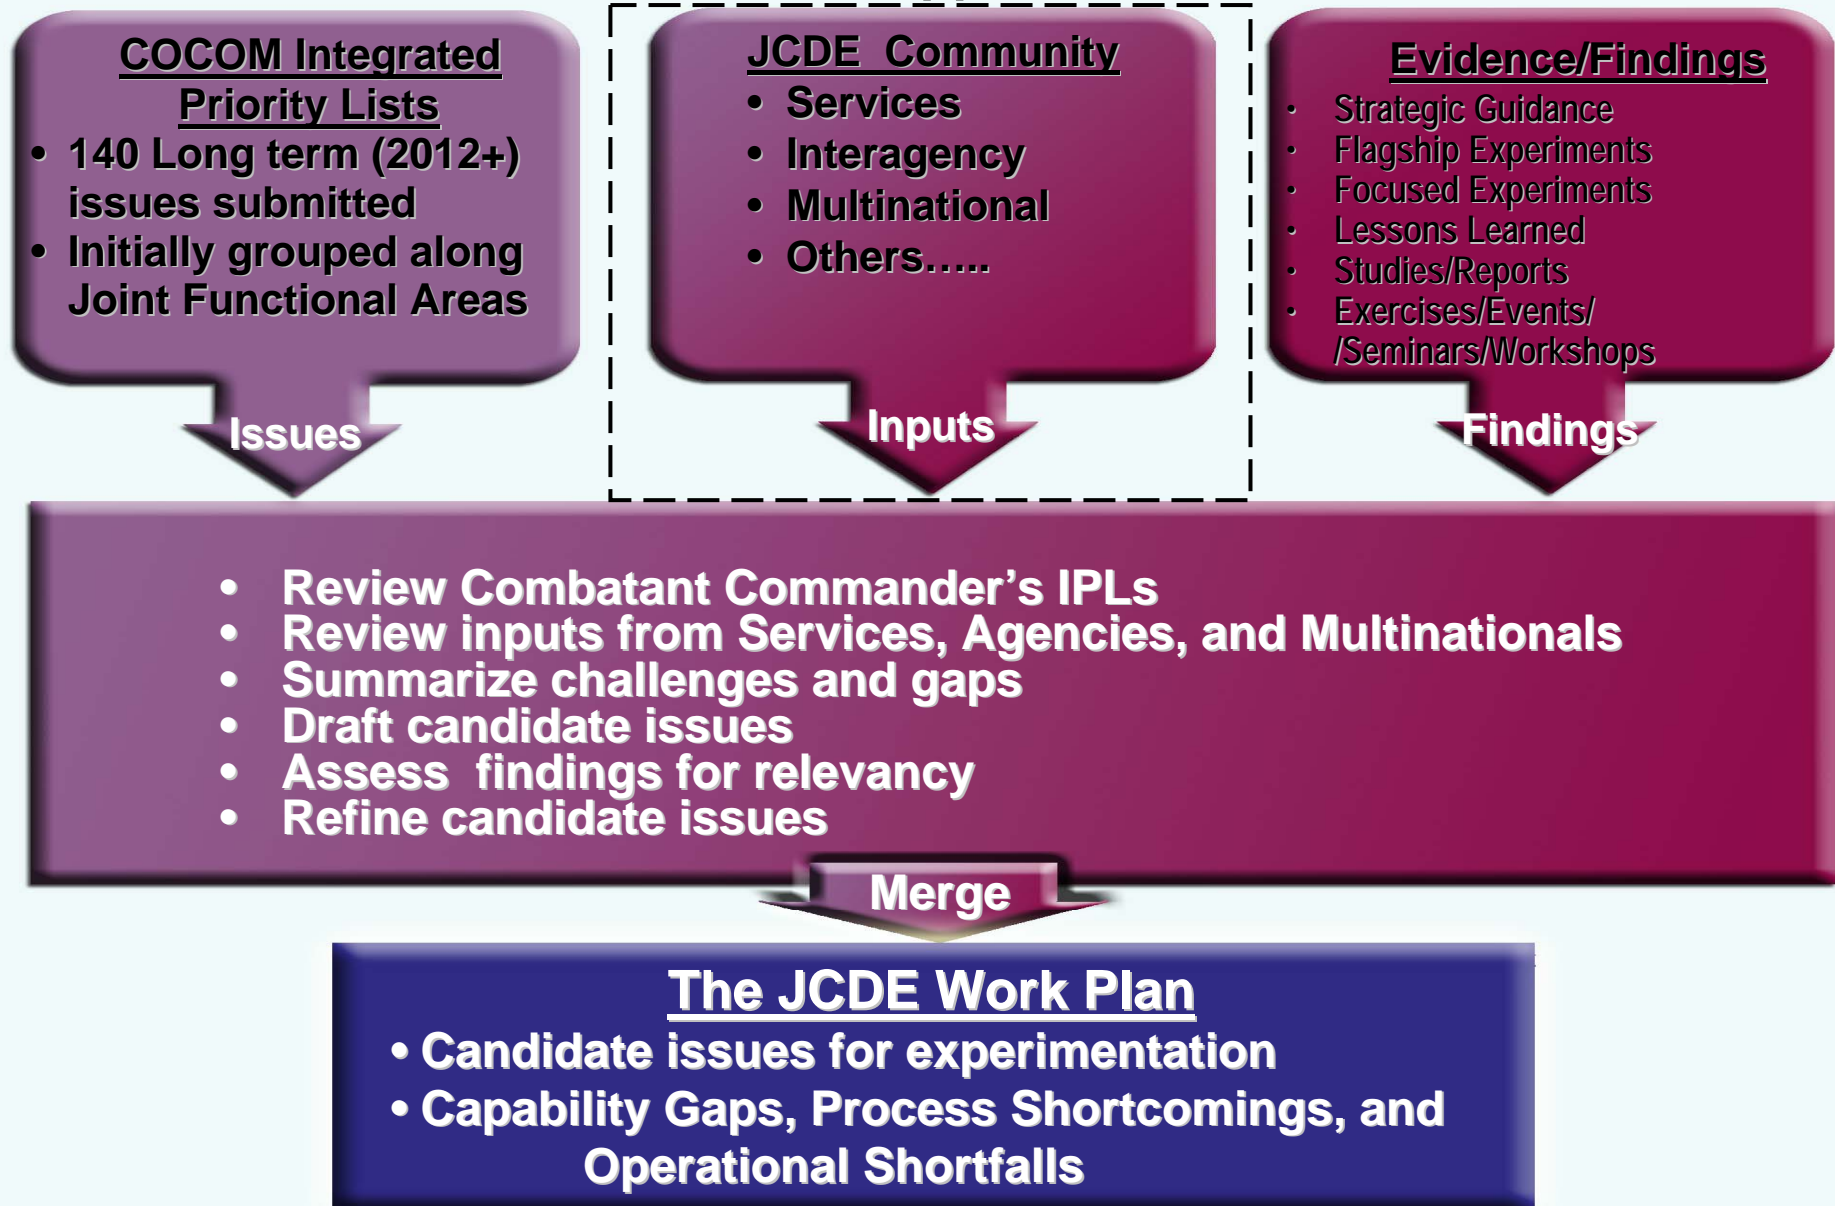 COCOM Integrated
Priority Lists
• 140 Long term (2012+)
issues submitted
• Initially grouped along
Joint Functional Areas
Issues
JCDE Community
• Services
• Interagency
• Multinational
• Others.....
Inputs
Evidence/Findings
• Strategic Guidance
• Flagship Experiments
• Focused Experiments
• Lessons Learned
• Studies/Reports
• Exercises/Events/
/Seminars/Workshops
Findings
• Review Combatant Commander’s IPLs
• Review inputs from Services, Agencies, and Multinationals
• Summarize challenges and gaps
• Draft candidate issues
• Assess findings for relevancy
• Refine candidate issues
Merge
The JCDE Work Plan
• Candidate issues for experimentation
• Capability Gaps, Process Shortcomings, and
Operational Shortfalls